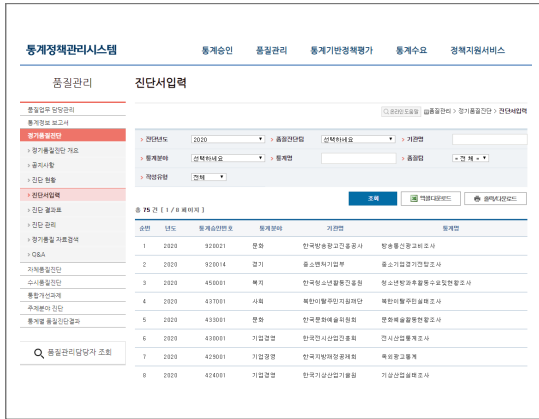 통계정책관리시스템
통계승인 품질관리 통계기반정책평가 통계수요 정책지원서비스
품질관리
진단서입력
온라인도움말 품질관리 > 정기품질진단 > 진단서입력
품질업무 담당관리
통계정보 보고서
정기품질진단
> 정기품질진단 개요
> 공지사항
> 진단 현황
> 진단서입력
> 진단 결과표
> 진단 관리
> 정기품질 자료검색
> Q&A
자체품질진단
수시품질진단
통합개선과제
주제분야 진단
통계별 품질진단결과
품질관리담당자 조회
> 진단년도 2020 > 품질진단팀 선택하세요 > 기관명
> 통계분야 선택하세요 > 통계명 > 품질팀 = 전 체 =
> 작성유형 전체
조회 엑셀다운로드 출력/다운로드
총 75 건 [ 1 / 8 페이지 ]
순번 년도 통계승인번호 통계분야 기관명 통계명
1 2020 920021 문화 한국방송광고진흥공사 방송통신광고비조사
2 2020 920014 경기 중소벤처기업부 중소기업경기전망조사
3 2020 450001 복지 한국청소년활동진흥원 청소년방과후활동수요및현황조사
4 2020 437001 사회 북한이탈주민지원재단 북한이탈주민실태조사
5 2020 433001 문화 한국문화예술위원회 문화예술활동현황조사
6 2020 430001 기업경영 한국전시산업진흥회 전시산업통계조사
7 2020 429001 기업경영 한국지방재정공제회 옥외광고통계
8 2020 424001 기업경영 한국기상산업기술원 기상산업실태조사